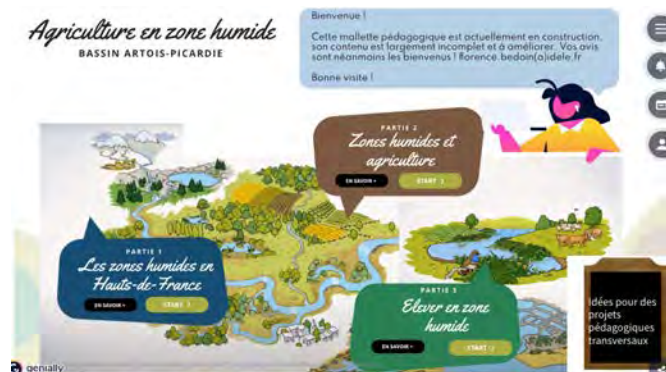 Agriculture en zone humide
BASSIN ARTOIS-PICARDIE
Bienvenue !
Cette mallette pédagogique est actuellement en construction,
son contenu est largement incomplet et à améliorer. Vos avis
sont néanmoins les bienvenus ! florence.bedoin(a)idele.fr
Bonne visite !
PARTIE 2
Zones humides et
agriculture
EN SAVOIR +
START
PARTIE 1
Les zones humides en
Hauts-de-France
EN SAVOIR +
START
PARTIE 3
Elever en zone
humide
EN SAVOIR +
START
Idées pour des
projets
pédagogiques
transversaux
genially